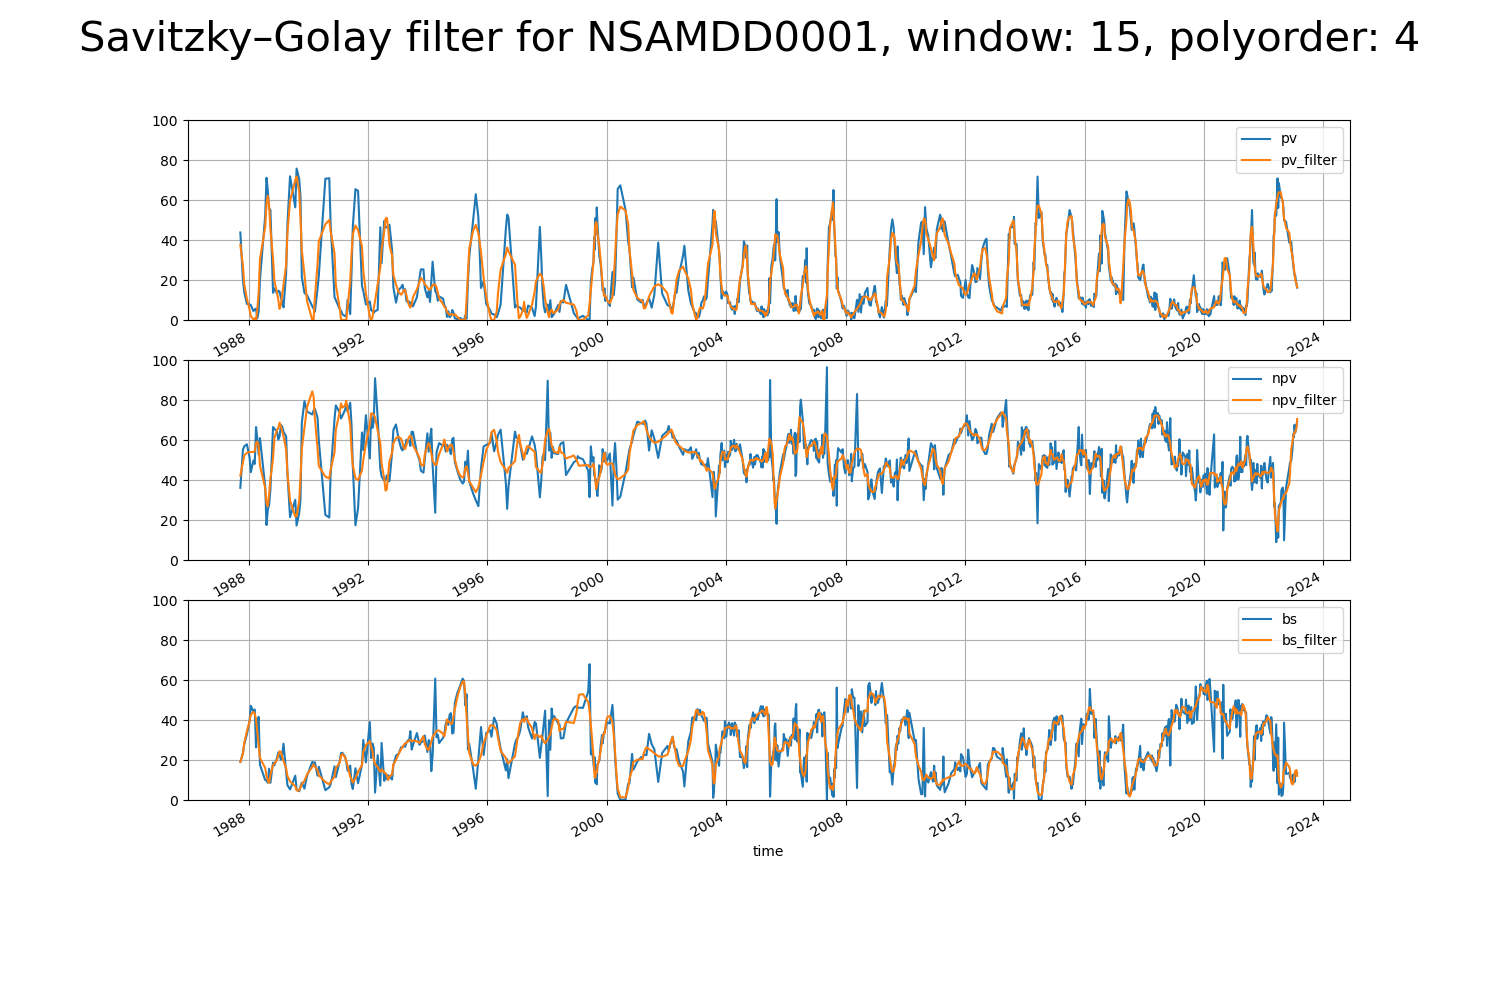 Savitzky–Golay filter for NSAMDD0001, window: 15, polyorder: 4
100
80
60
40
20
0
pv
pv_filter
1988 1992 1996 2000 2004 2008 2012 2016 2020 2024
100
80
60
40
20
0
npv
npv_filter
1988 1992 1996 2000 2004 2008 2012 2016 2020 2024
100
80
60
40
20
0
bs
bs_filter
1988 1992 1996 2000 2004 2008 2012 2016 2020 2024
time